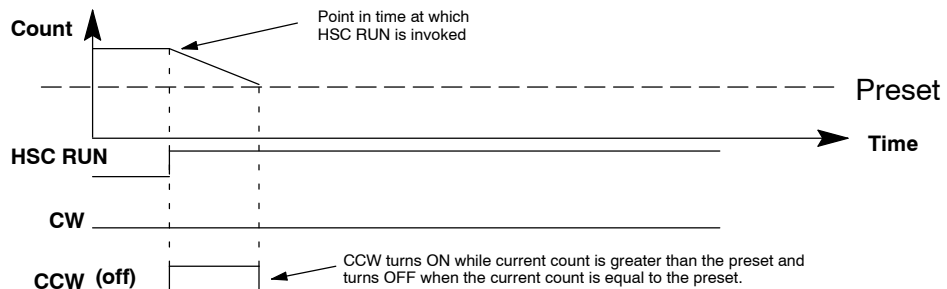 Point in time at which
HSC RUN is invoked
Count
Preset
Time
HSC RUN
CW
CCW (off)
CCW turns ON while current count is greater than the preset and
turns OFF when the current count is equal to the preset.